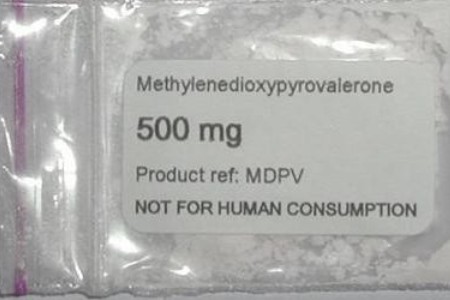 Methylenedioxypyrovalerone
500 mg
Product ref: MDPV
NOT FOR HUMAN CONSUMPTION